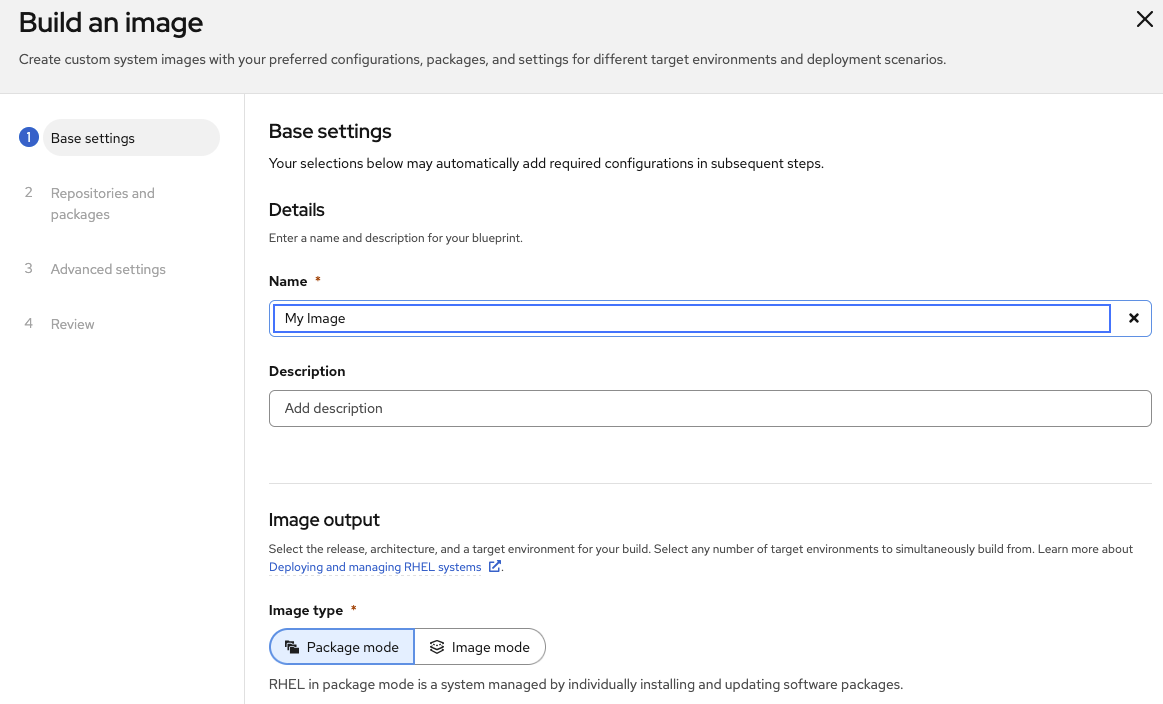 Build an image
Create custom system images with your preferred configurations, packages, and settings for different target environments and deployment scenarios.
1 Base settings
2 Repositories and
packages
3 Advanced settings
4 Review
Base settings
Your selections below may automatically add required configurations in subsequent steps.
Details
Enter a name and description for your blueprint.
Name *
My Image
Description
Add description
Image output
Select the release, architecture, and a target environment for your build. Select any number of target environments to simultaneously build from. Learn more about
Deploying and managing RHEL systems.
Image type *
Package mode
Image mode
RHEL in package mode is a system managed by individually installing and updating software packages.